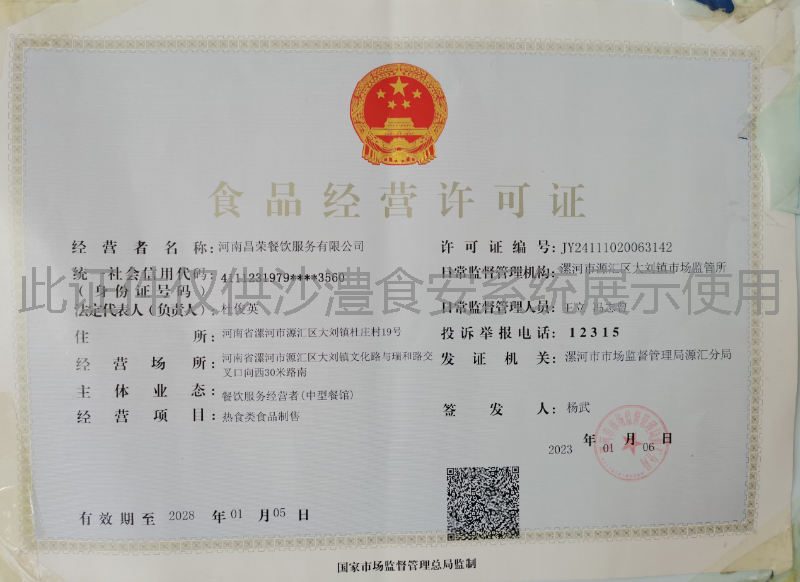 食品经营许可证
经营者名称:河南昌荣餐饮服务有限公司
统一社会信用代码:4111231979****3560
(身份证号码
法定代表人(负责人):杜俊英
住所:河南省漯河市源汇区大刘镇杜庄村19号
经营场所:河南省漯河市源汇区大刘镇文化路与瑞和路交
叉口向西30米路南
主体业态:餐饮服务经营者(中型餐馆)
经营项目:热食类食品制售
有效期至 2028 年 01 月 05 日
许可证编号:JY24111020063142
日常监督管理机构:漯河市源汇区大刘镇市场监管所
日常监督管理人员:王立
投诉举报电话:12315
发证机关:漯河市市场监督管理局源汇分局
签发人:杨武
2023 年 01 月 06 日
此证件仅供沙澧食安系统展示使用
国家市场监督管理总局监制